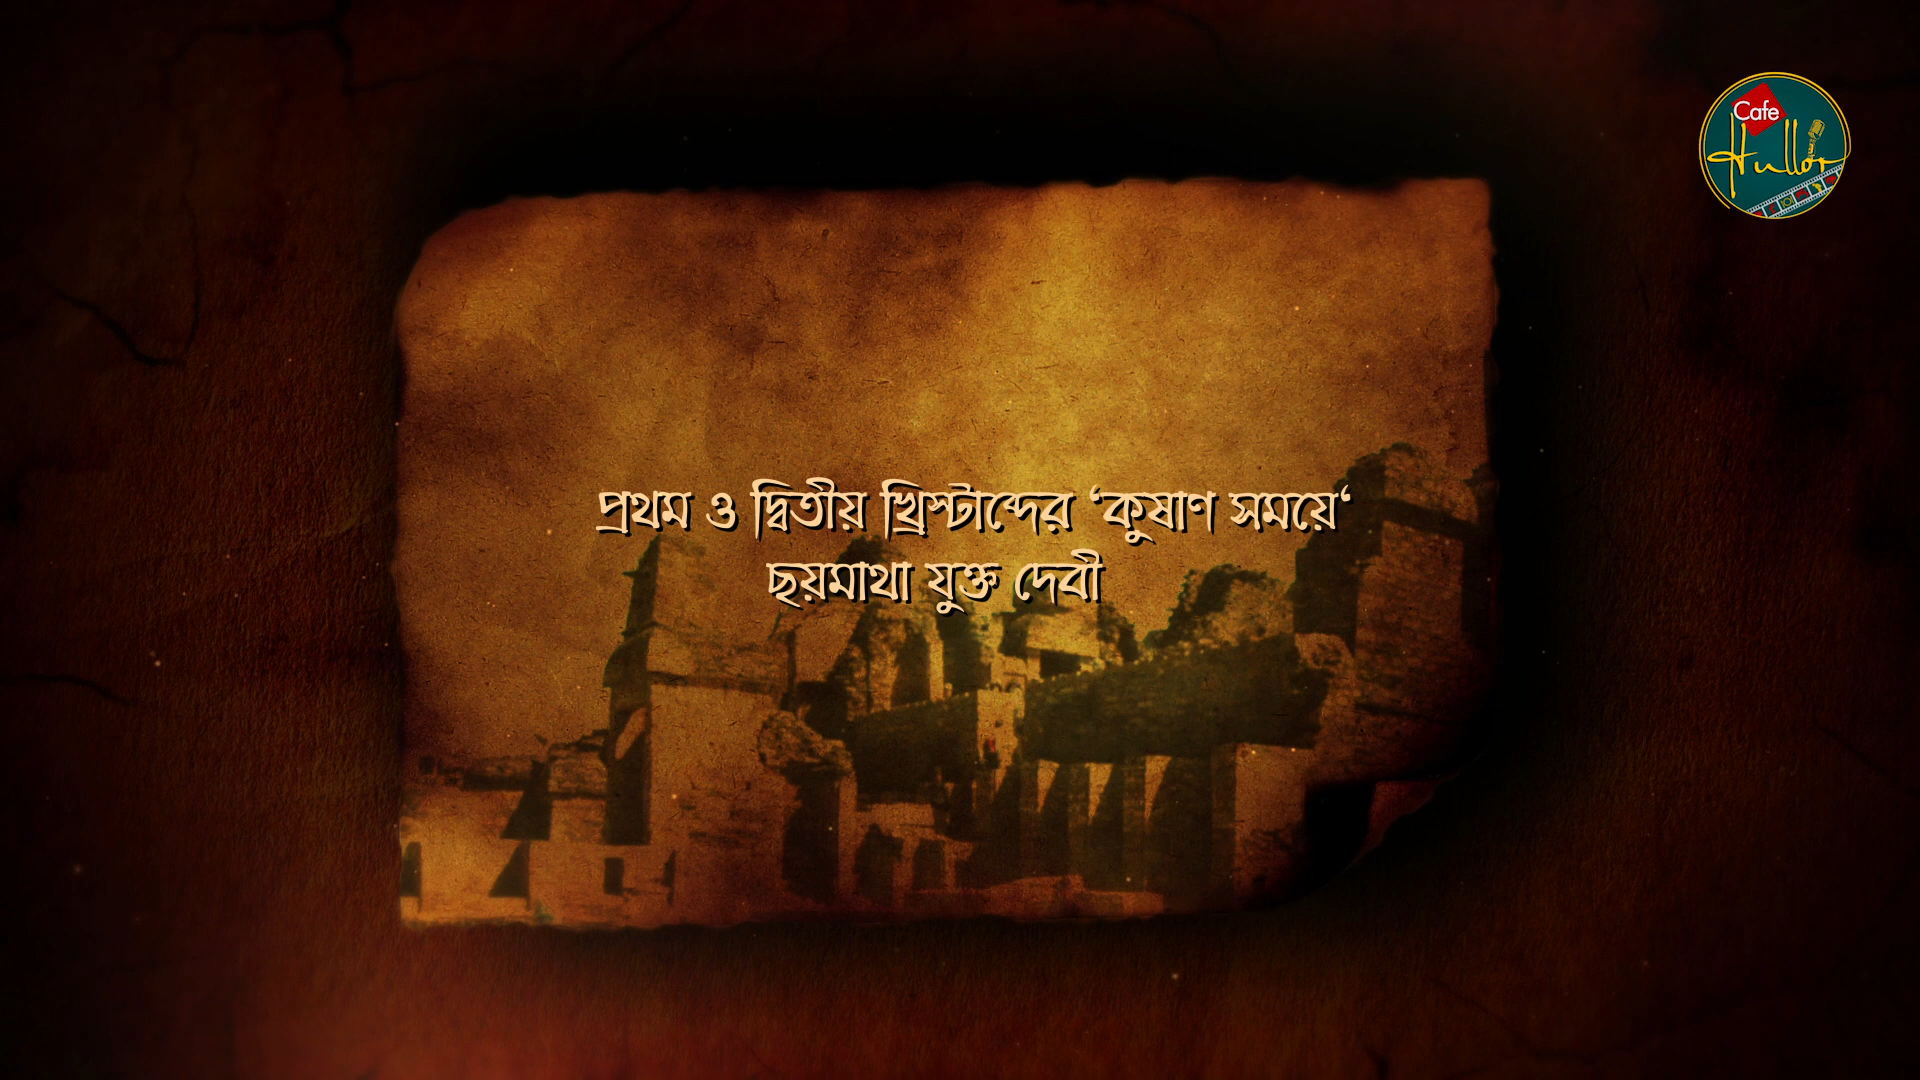 Cafe
Hullor
প্রথম ও দ্বিতীয় খ্রিস্টাব্দের ‘কুষাণ সময়ে‘
ছয়মাথা যুক্ত দেবী